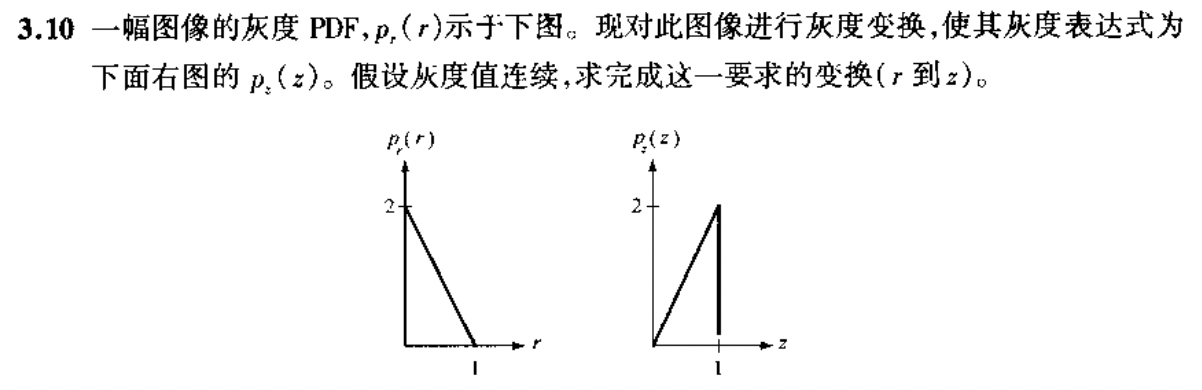 3.10 一幅图像的灰度 PDF,pᵣ(r)示于下图。现对此图像进行灰度变换,使其灰度表达式为
下面右图的 p_z(z)。假设灰度值连续,求完成这一要求的变换(r 到 z)。
pᵣ(r) p_z(z)
2 2
r z
1 1